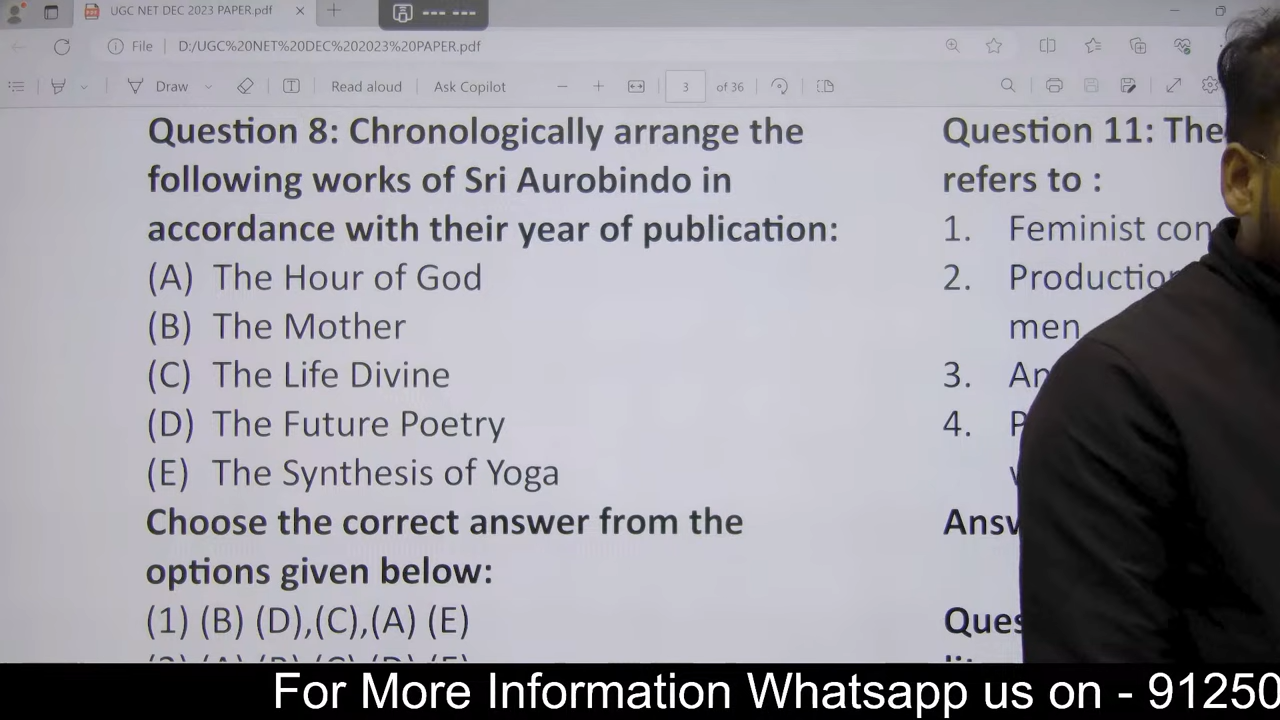 UGC NET DEC 2023 PAPER.pdf
File
D:/UGC%20NET%20DEC%202023%20PAPER.pdf
Draw
Read aloud
Ask Copilot
3 of 36
Question 8: Chronologically arrange the
following works of Sri Aurobindo in
accordance with their year of publication:
(A) The Hour of God
(B) The Mother
(C) The Life Divine
(D) The Future Poetry
(E) The Synthesis of Yoga
Choose the correct answer from the
options given below:
(1) (B) (D),(C),(A) (E)
(2) (A) (B) (C) (D) (E)
Question 11: The
refers to :
1. Feminist con
2. Production
men
3. An
4. P
Answ
Ques
For More Information Whatsapp us on - 91250